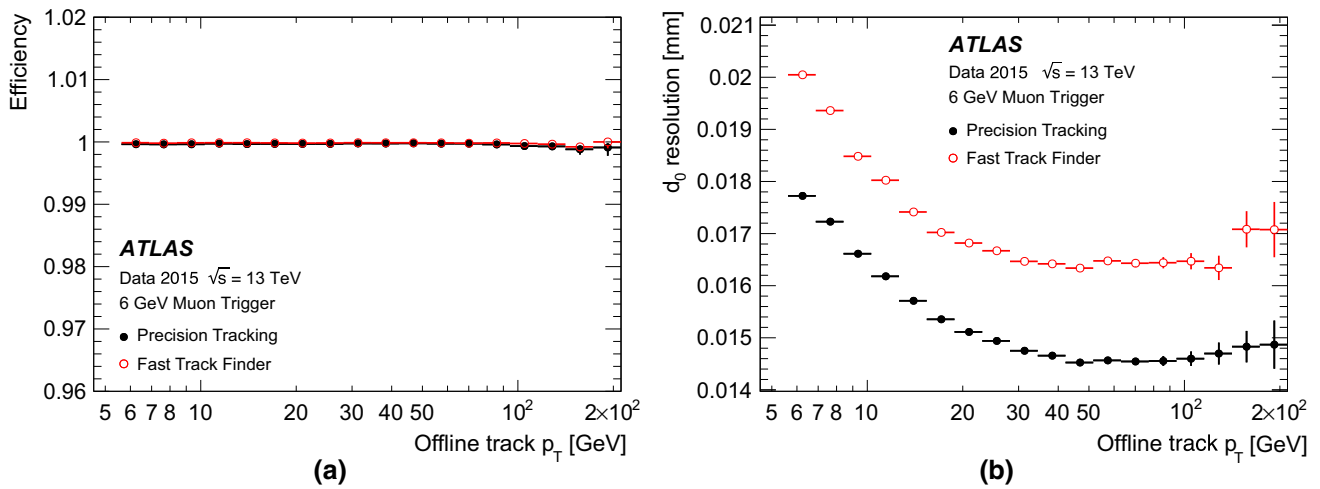 Efficiency
1.02
1.01
1
0.99
0.98
0.97
0.96
ATLAS
Data 2015 √s = 13 TeV
6 GeV Muon Trigger
Precision Tracking
Fast Track Finder
5 6 7 8 10 20 30 40 50 10² 2×10²
Offline track p_T [GeV]
(a)
d₀ resolution [mm]
0.021
0.02
0.019
0.018
0.017
0.016
0.015
0.014
ATLAS
Data 2015 √s = 13 TeV
6 GeV Muon Trigger
Precision Tracking
Fast Track Finder
5 6 7 8 10 20 30 40 50 10² 2×10²
Offline track p_T [GeV]
(b)